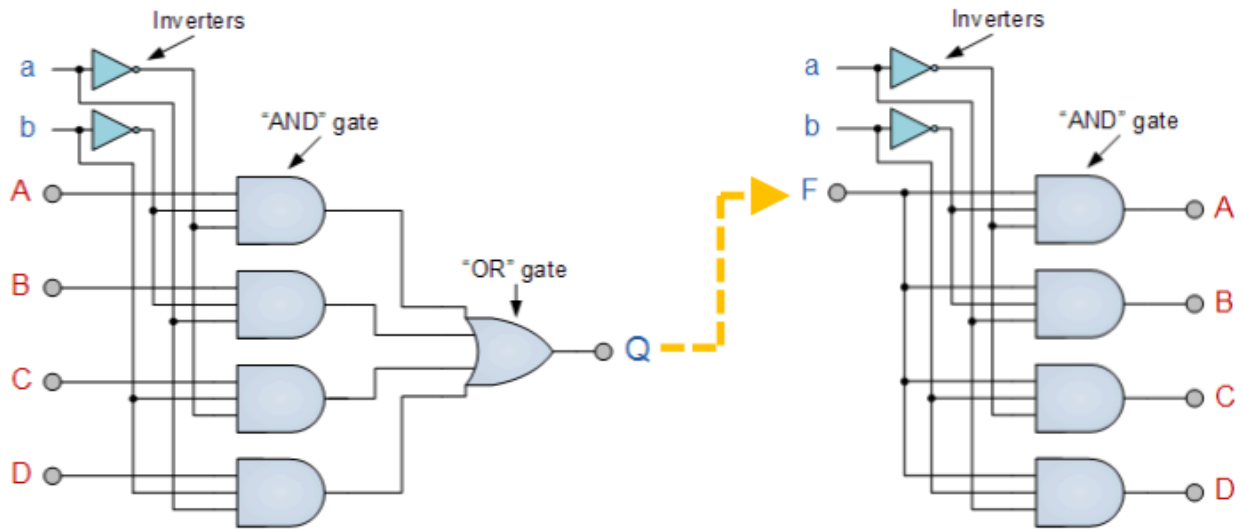 Inverters
a
b
“AND” gate
A
B
“OR” gate
C
Q
D
Inverters
a
b
“AND” gate
F
A
B
C
D